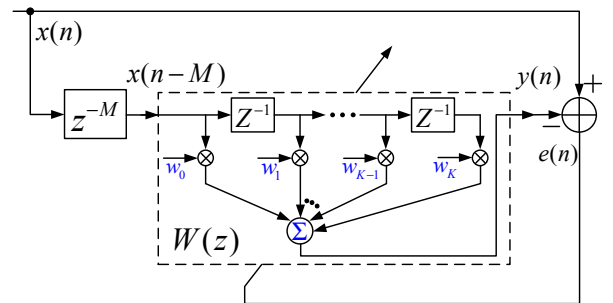 x(n)
x(n−M)
y(n)
+
z^{−M}
Z^{−1}
•••
Z^{−1}
−
e(n)
w_0
w_1
w_{K−1}
w_K
W(z)
Σ